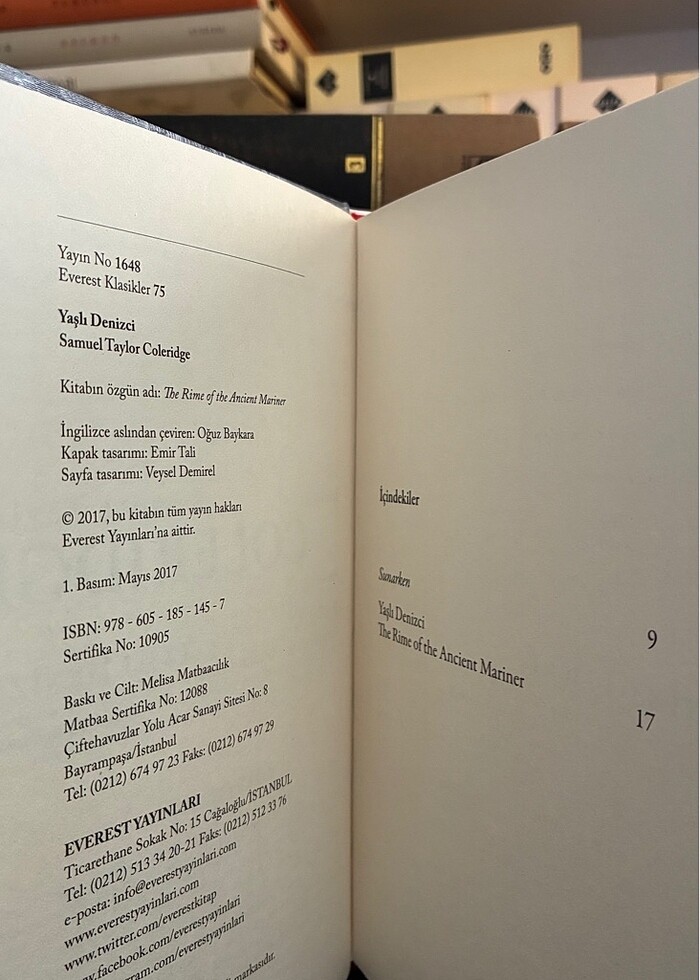 Yayın No 1648
Everest Klasikler 75
Yaşlı Denizci
Samuel Taylor Coleridge
Kitabın özgün adı: The Rime of the Ancient Mariner
İngilizce aslından çeviren: Oğuz Baykara
Kapak tasarımı: Emir Tali
Sayfa tasarımı: Veysel Demirel
© 2017, bu kitabın tüm yayın hakları
Everest Yayınları’na aittir.
1. Basım: Mayıs 2017
ISBN: 978 - 605 - 185 - 145 - 7
Sertifika No: 10905
Baskı ve Cilt: Melisa Matbaacılık
Matbaa Sertifika No: 12088
Çiftehavuzlar Yolu Acar Sanayi Sitesi No: 8
Bayrampaşa/İstanbul
Tel: (0212) 674 97 23 Faks: (0212) 674 97 29
EVEREST YAYINLARI
Ticarethane Sokak No: 15 Cağaloğlu/İSTANBUL
Tel: (0212) 513 34 20-21 Faks: (0212) 512 33 76
e-posta: info@everestyayinlari.com
www.everestyayinlari.com
www.twitter.com/everestkitap
.facebook.com/everestyayinlari
.com/everestyayinlari
markasıdır.
İçindekiler
Sunarken 9
Yaşlı Denizci
The Rime of the Ancient Mariner 17